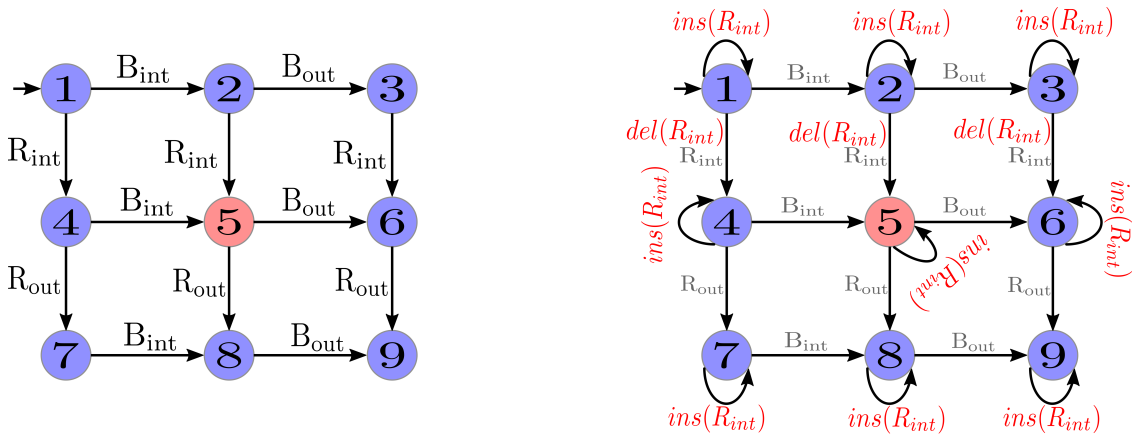 1 B_int 2 B_out 3
R_int R_int R_int
4 B_int 5 B_out 6
R_out R_out R_out
7 B_int 8 B_out 9
ins(R_int) ins(R_int) ins(R_int)
1 B_int 2 B_out 3
del(R_int) del(R_int) del(R_int)
R_int R_int R_int
ins(R_int) 4 B_int 5 B_out 6 ins(R_int)
ins(R_int)
R_out R_out R_out
7 B_int 8 B_out 9
ins(R_int) ins(R_int) ins(R_int)